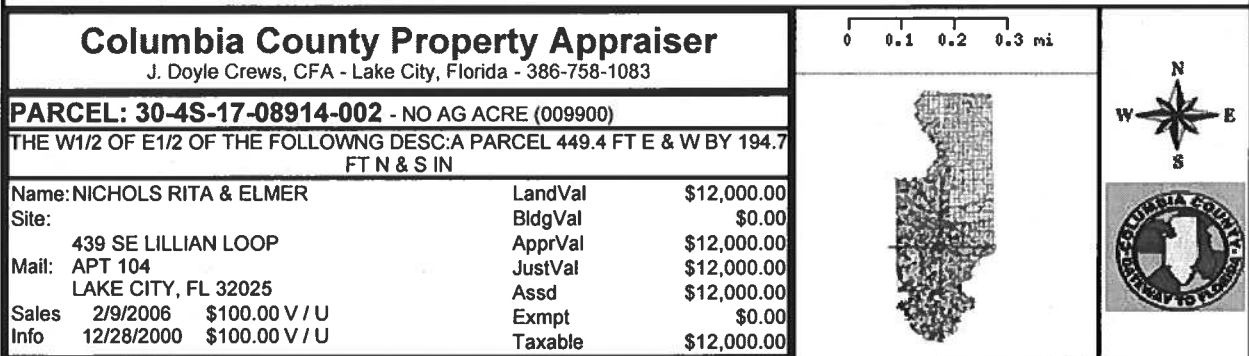 Columbia County Property Appraiser
J. Doyle Crews, CFA - Lake City, Florida - 386-758-1083
PARCEL: 30-4S-17-08914-002 - NO AG ACRE (009900)
THE W1/2 OF E1/2 OF THE FOLLOWNG DESC:A PARCEL 449.4 FT E & W BY 194.7
FT N & S IN
Name: NICHOLS RITA & ELMER LandVal $12,000.00
Site: BldgVal $0.00
439 SE LILLIAN LOOP ApprVal $12,000.00
Mail: APT 104 JustVal $12,000.00
LAKE CITY, FL 32025 Assd $12,000.00
Sales 2/9/2006 $100.00 V / U Exmpt $0.00
Info 12/28/2000 $100.00 V / U Taxable $12,000.00
0 0.1 0.2 0.3 mi
N
W E
S
COLUMBIA COUNTY
GATEWAY TO FLORIDA